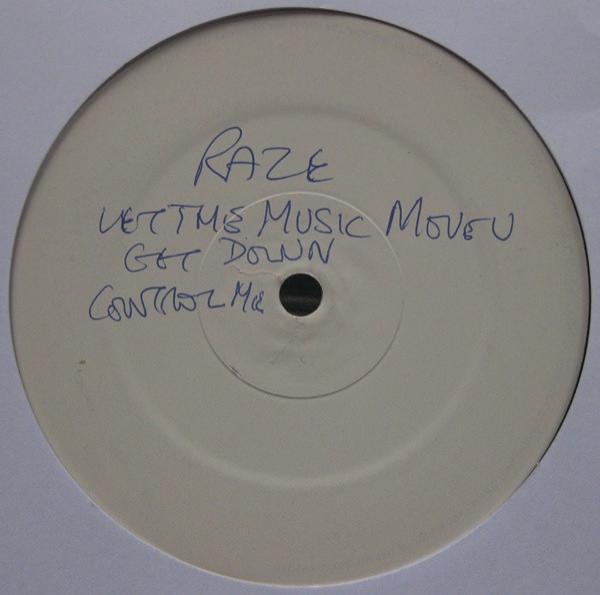 RAZE
LET THE MUSIC MOVE U
GET DOWN
CONTROL ME